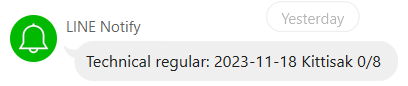 Yesterday
LINE Notify
Technical regular: 2023-11-18 Kittisak 0/8